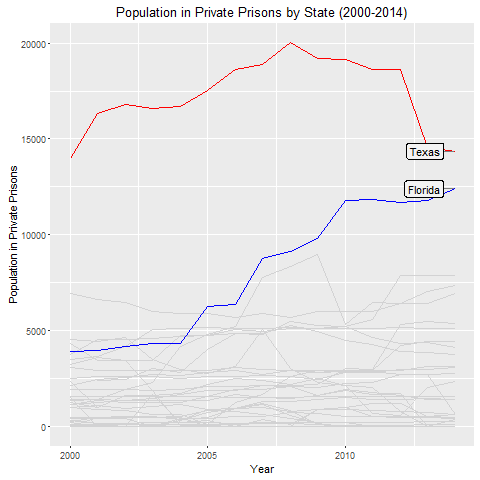 Population in Private Prisons by State (2000-2014)
20000
15000
10000
5000
0
Population in Private Prisons
Texas
Florida
2000 2005 2010
Year